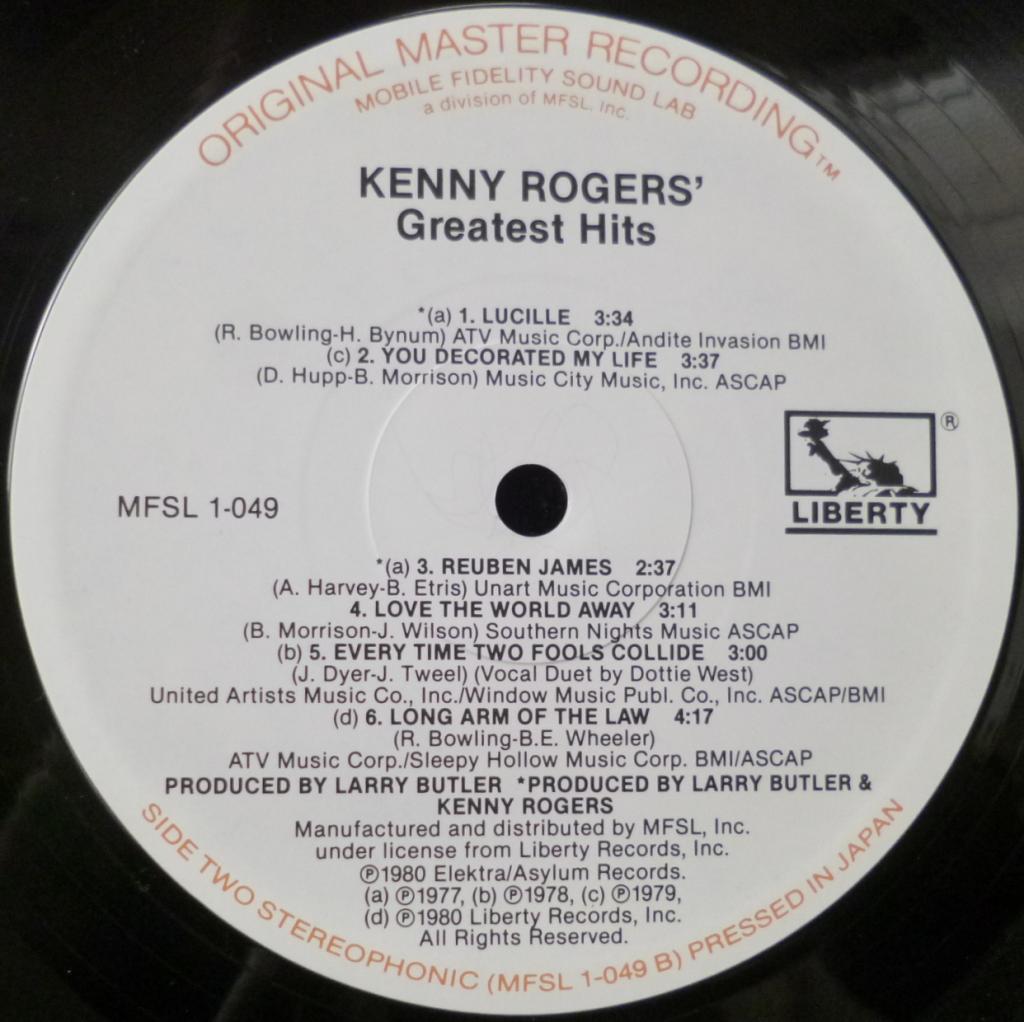 ORIGINAL MASTER RECORDING™
MOBILE FIDELITY SOUND LAB
a division of MFSL, Inc.
KENNY ROGERS'
Greatest Hits
*(a) 1. LUCILLE 3:34
(R. Bowling-H. Bynum) ATV Music Corp./Andite Invasion BMI
(c) 2. YOU DECORATED MY LIFE 3:37
(D. Hupp-B. Morrison) Music City Music, Inc. ASCAP
MFSL 1-049
®
LIBERTY
*(a) 3. REUBEN JAMES 2:37
(A. Harvey-B. Etris) Unart Music Corporation BMI
4. LOVE THE WORLD AWAY 3:11
(B. Morrison-J. Wilson) Southern Nights Music ASCAP
(b) 5. EVERY TIME TWO FOOLS COLLIDE 3:00
(J. Dyer-J. Tweel) (Vocal Duet by Dottie West)
United Artists Music Co., Inc./Window Music Publ. Co., Inc. ASCAP/BMI
(d) 6. LONG ARM OF THE LAW 4:17
(R. Bowling-B.E. Wheeler)
ATV Music Corp./Sleepy Hollow Music Corp. BMI/ASCAP
PRODUCED BY LARRY BUTLER *PRODUCED BY LARRY BUTLER &
KENNY ROGERS
Manufactured and distributed by MFSL, Inc.
under license from Liberty Records, Inc.
℗1980 Elektra/Asylum Records.
(a) ℗1977, (b) ℗1978, (c) ℗1979,
(d) ℗1980 Liberty Records, Inc.
All Rights Reserved.
SIDE TWO STEREOPHONIC (MFSL 1-049 B) PRESSED IN JAPAN